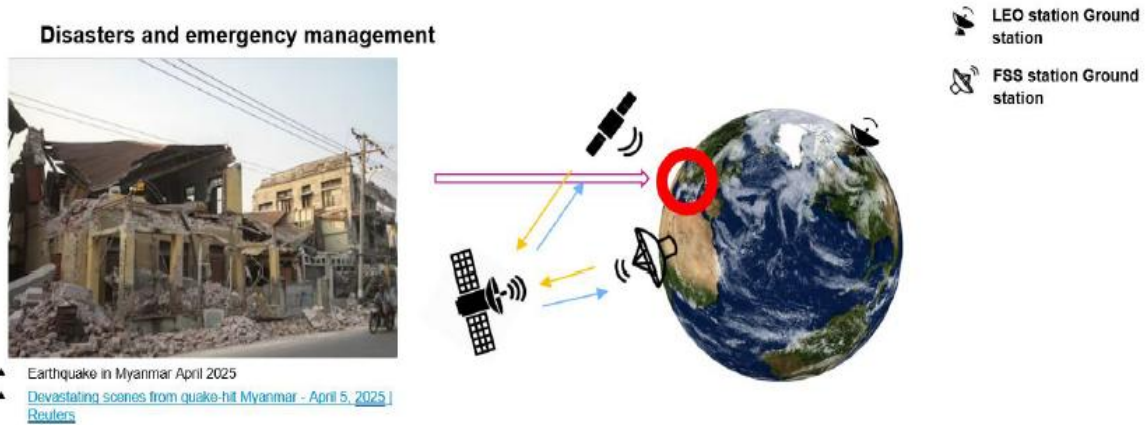 Disasters and emergency management
LEO station Ground
station
FSS station Ground
station
Earthquake in Myanmar April 2025
Devastating scenes from quake-hit Myanmar - April 5, 2025 |
Reuters